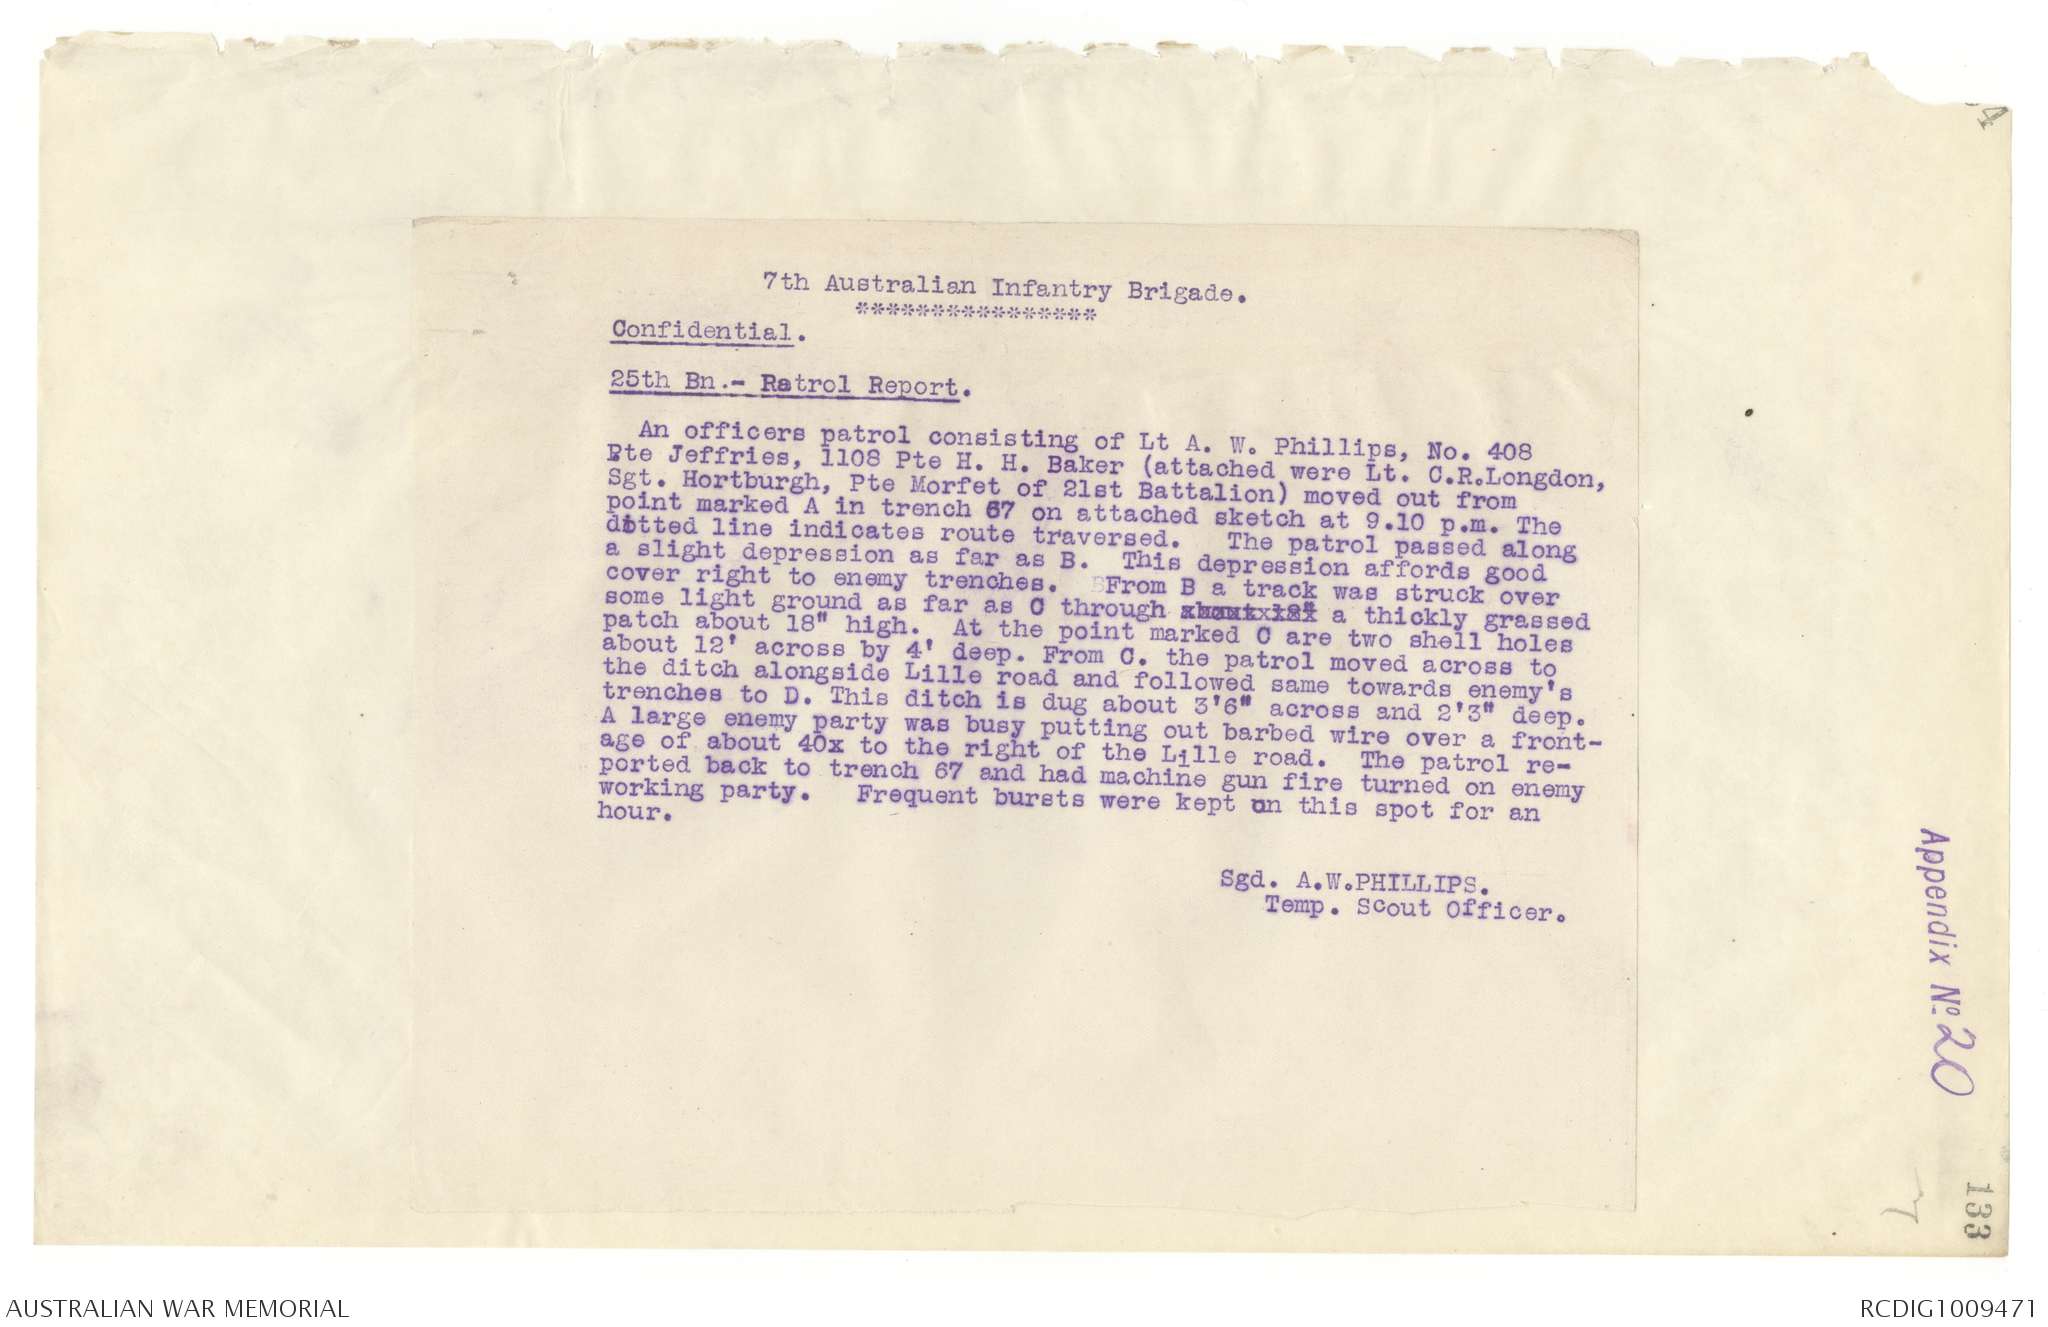 7th Australian Infantry Brigade.
****************
Confidential.
25th Bn.- Patrol Report.
An officers patrol consisting of Lt A. W. Phillips, No. 408
Pte Jeffries, 1108 Pte H. H. Baker (attached were Lt. C.R.Longdon,
Sgt. Hortburgh, Pte Morfet of 21st Battalion) moved out from
point marked A in trench 67 on attached sketch at 9.10 p.m. The
dotted line indicates route traversed. The patrol passed along
a slight depression as far as B. This depression affords good
cover right to enemy trenches. From B a track was struck over
some light ground as far as C through about 18" a thickly grassed
patch about 18" high. At the point marked C are two shell holes
about 12' across by 4' deep. From C. the patrol moved across to
the ditch alongside Lille road and followed same towards enemy's
trenches to D. This ditch is dug about 3'6" across and 2'3" deep.
A large enemy party was busy putting out barbed wire over a front-
age of about 40x to the right of the Lille road. The patrol re-
ported back to trench 67 and had machine gun fire turned on enemy
working party. Frequent bursts were kept on this spot for an
hour.
Sgd. A.W.PHILLIPS.
Temp. Scout Officer.
Appendix No. 20
133
AUSTRALIAN WAR MEMORIAL
RCDIG1009471